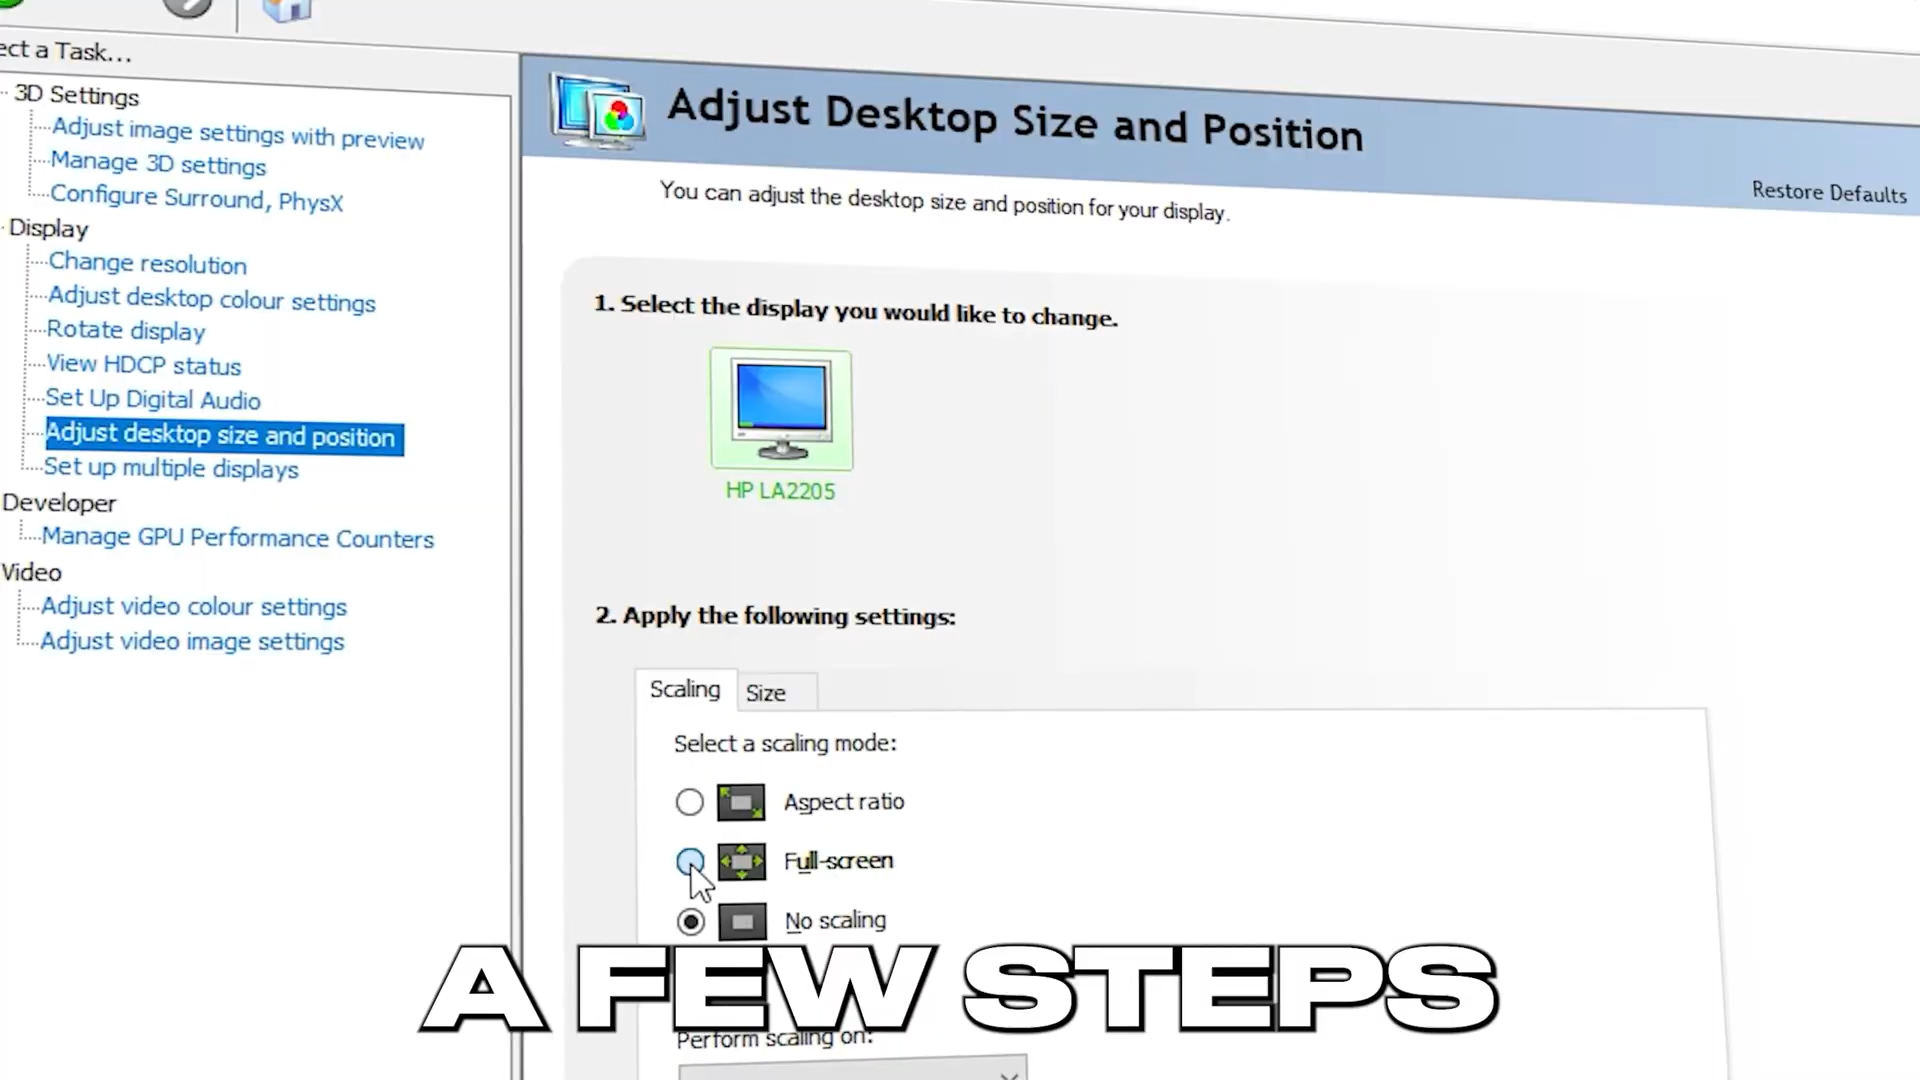 ect a Task...
3D Settings
Adjust image settings with preview
Manage 3D settings
Configure Surround, PhysX
Display
Change resolution
Adjust desktop colour settings
Rotate display
View HDCP status
Set Up Digital Audio
Adjust desktop size and position
Set up multiple displays
Developer
Manage GPU Performance Counters
Video
Adjust video colour settings
Adjust video image settings
Adjust Desktop Size and Position
Restore Defaults
You can adjust the desktop size and position for your display.
1. Select the display you would like to change.
HP LA2205
2. Apply the following settings:
Scaling
Size
Select a scaling mode:
Aspect ratio
Full-screen
No scaling
A FEW STEPS
Perform scaling on: